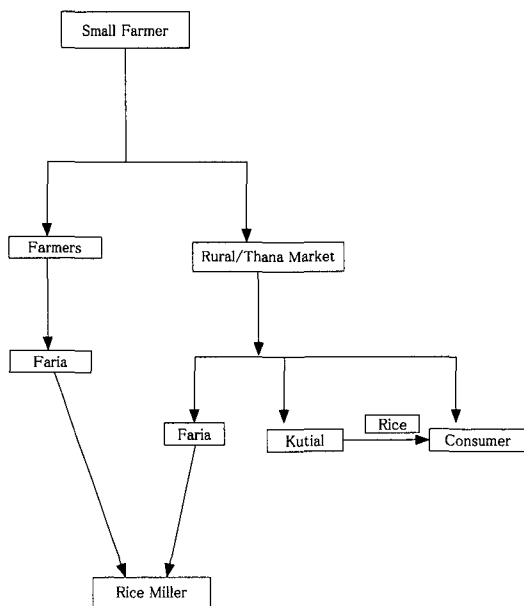 Small Farmer
Farmers
Rural/Thana Market
Faria
Faria
Kutial
Rice
Consumer
Rice Miller